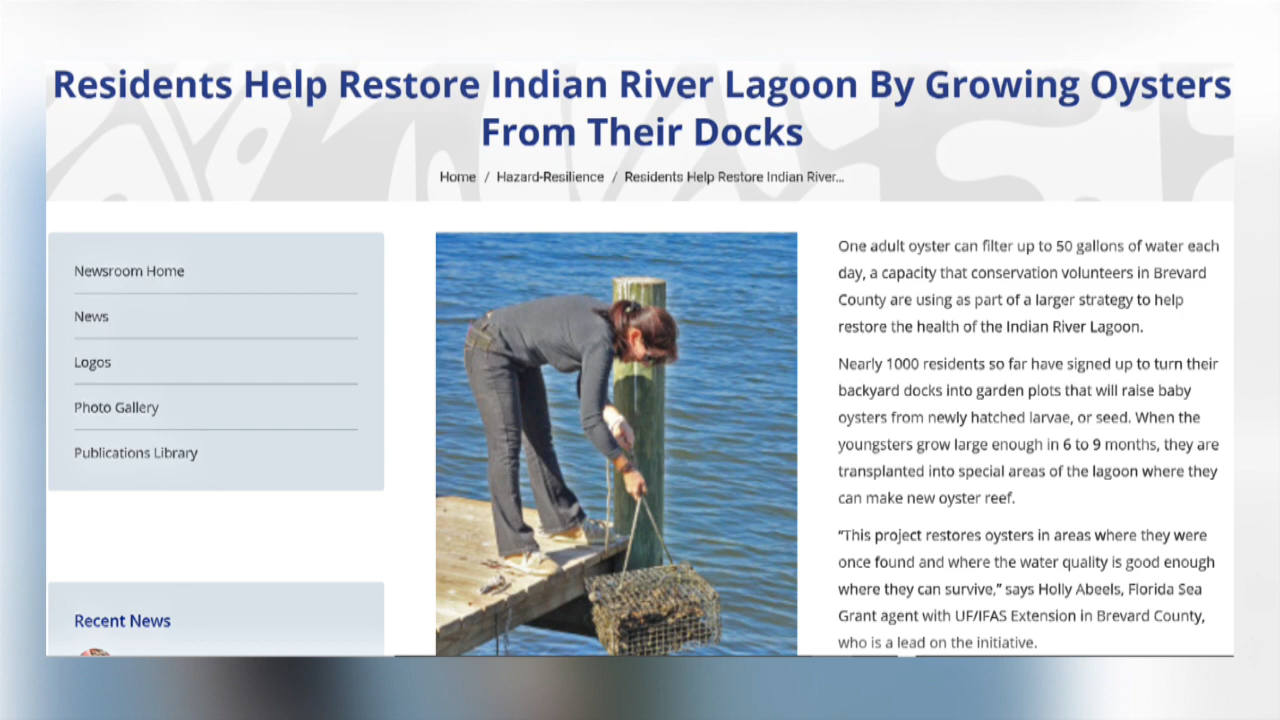 Residents Help Restore Indian River Lagoon By Growing Oysters
From Their Docks
Home / Hazard-Resilience / Residents Help Restore Indian River...
Newsroom Home
News
Logos
Photo Gallery
Publications Library
Recent News
One adult oyster can filter up to 50 gallons of water each
day, a capacity that conservation volunteers in Brevard
County are using as part of a larger strategy to help
restore the health of the Indian River Lagoon.
Nearly 1000 residents so far have signed up to turn their
backyard docks into garden plots that will raise baby
oysters from newly hatched larvae, or seed. When the
youngsters grow large enough in 6 to 9 months, they are
transplanted into special areas of the lagoon where they
can make new oyster reef.
“This project restores oysters in areas where they were
once found and where the water quality is good enough
where they can survive,” says Holly Abeels, Florida Sea
Grant agent with UF/IFAS Extension in Brevard County,
who is a lead on the initiative.